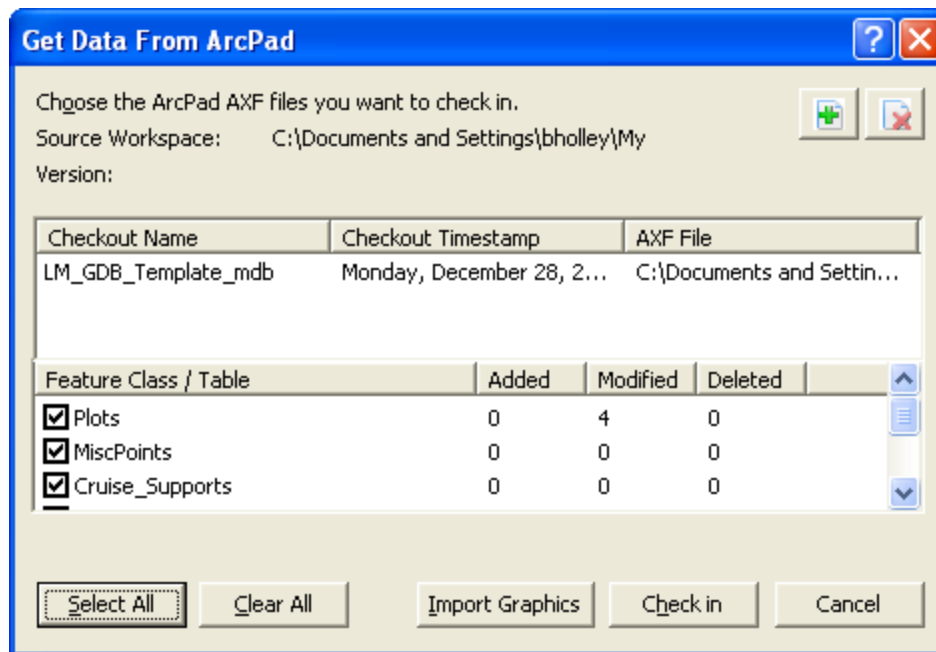 Get Data From ArcPad
Choose the ArcPad AXF files you want to check in.
Source Workspace: C:\Documents and Settings\bholley\My
Version:
Checkout Name Checkout Timestamp AXF File
LM_GDB_Template_mdb Monday, December 28, 2... C:\Documents and Settin...
Feature Class / Table Added Modified Deleted
Plots 0 4 0
MiscPoints 0 0 0
Cruise_Supports 0 0 0
Select All Clear All Import Graphics Check in Cancel